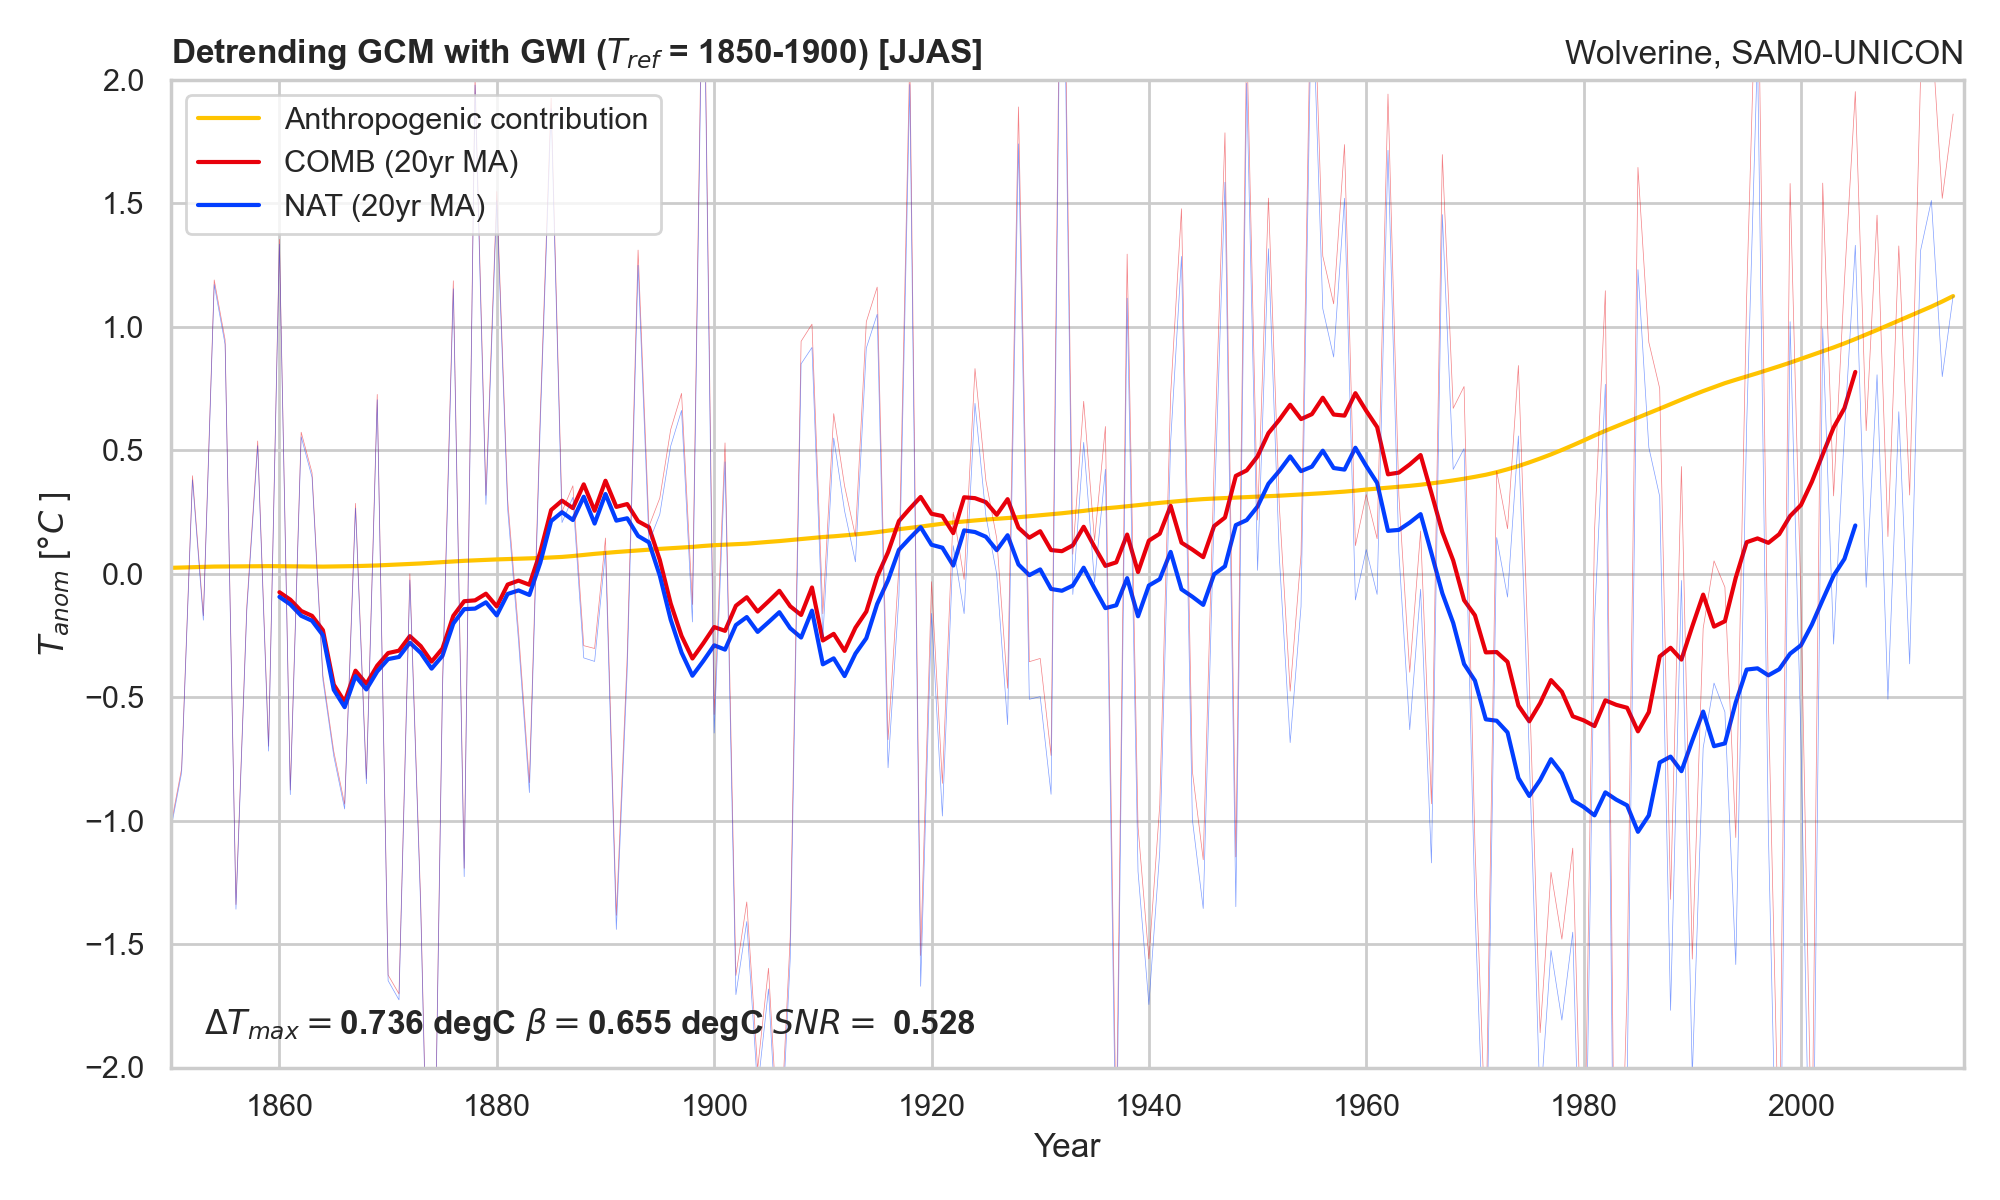 Detrending GCM with GWI (T_ref = 1850-1900) [JJAS]
Wolverine, SAM0-UNICON
2.0
1.5
1.0
0.5
0.0
−0.5
−1.0
−1.5
−2.0
T_anom [°C]
Anthropogenic contribution
COMB (20yr MA)
NAT (20yr MA)
ΔT_max = 0.736 degC β = 0.655 degC SNR = 0.528
1860 1880 1900 1920 1940 1960 1980 2000
Year